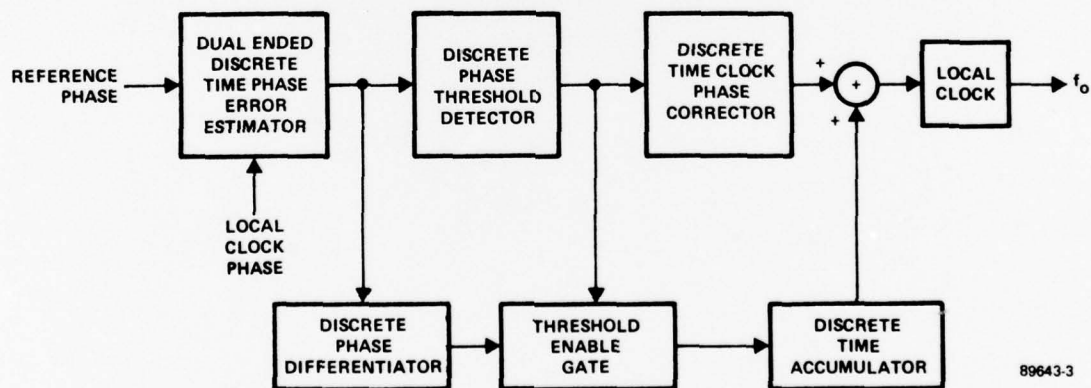 REFERENCE
PHASE
DUAL ENDED
DISCRETE
TIME PHASE
ERROR
ESTIMATOR
LOCAL
CLOCK
PHASE
DISCRETE
PHASE
THRESHOLD
DETECTOR
DISCRETE
TIME CLOCK
PHASE
CORRECTOR
+
+
+
LOCAL
CLOCK
fo
DISCRETE
PHASE
DIFFERENTIATOR
THRESHOLD
ENABLE
GATE
DISCRETE
TIME
ACCUMULATOR
89643-3